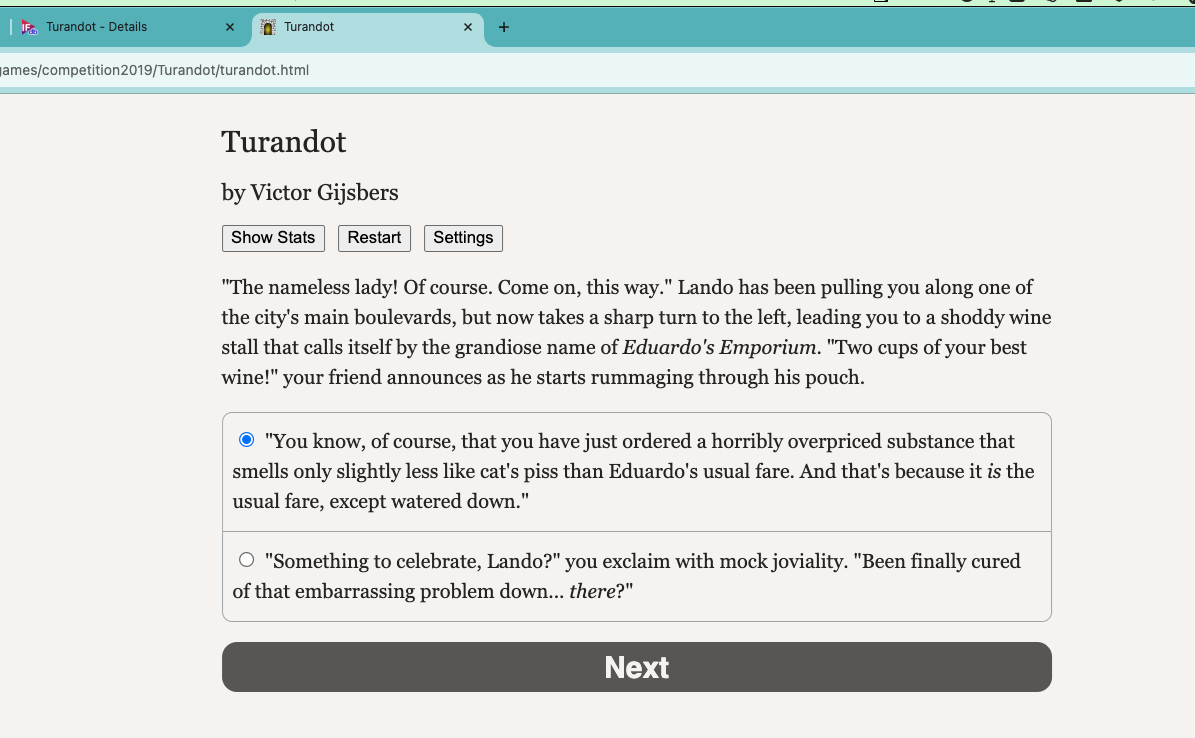 Turandot - Details
Turandot
games/competition2019/Turandot/turandot.html
Turandot
by Victor Gijsbers
Show Stats Restart Settings
"The nameless lady! Of course. Come on, this way." Lando has been pulling you along one of
the city's main boulevards, but now takes a sharp turn to the left, leading you to a shoddy wine
stall that calls itself by the grandiose name of Eduardo's Emporium. "Two cups of your best
wine!" your friend announces as he starts rummaging through his pouch.
"You know, of course, that you have just ordered a horribly overpriced substance that
smells only slightly less like cat's piss than Eduardo's usual fare. And that's because it is the
usual fare, except watered down."
"Something to celebrate, Lando?" you exclaim with mock joviality. "Been finally cured
of that embarrassing problem down... there?"
Next